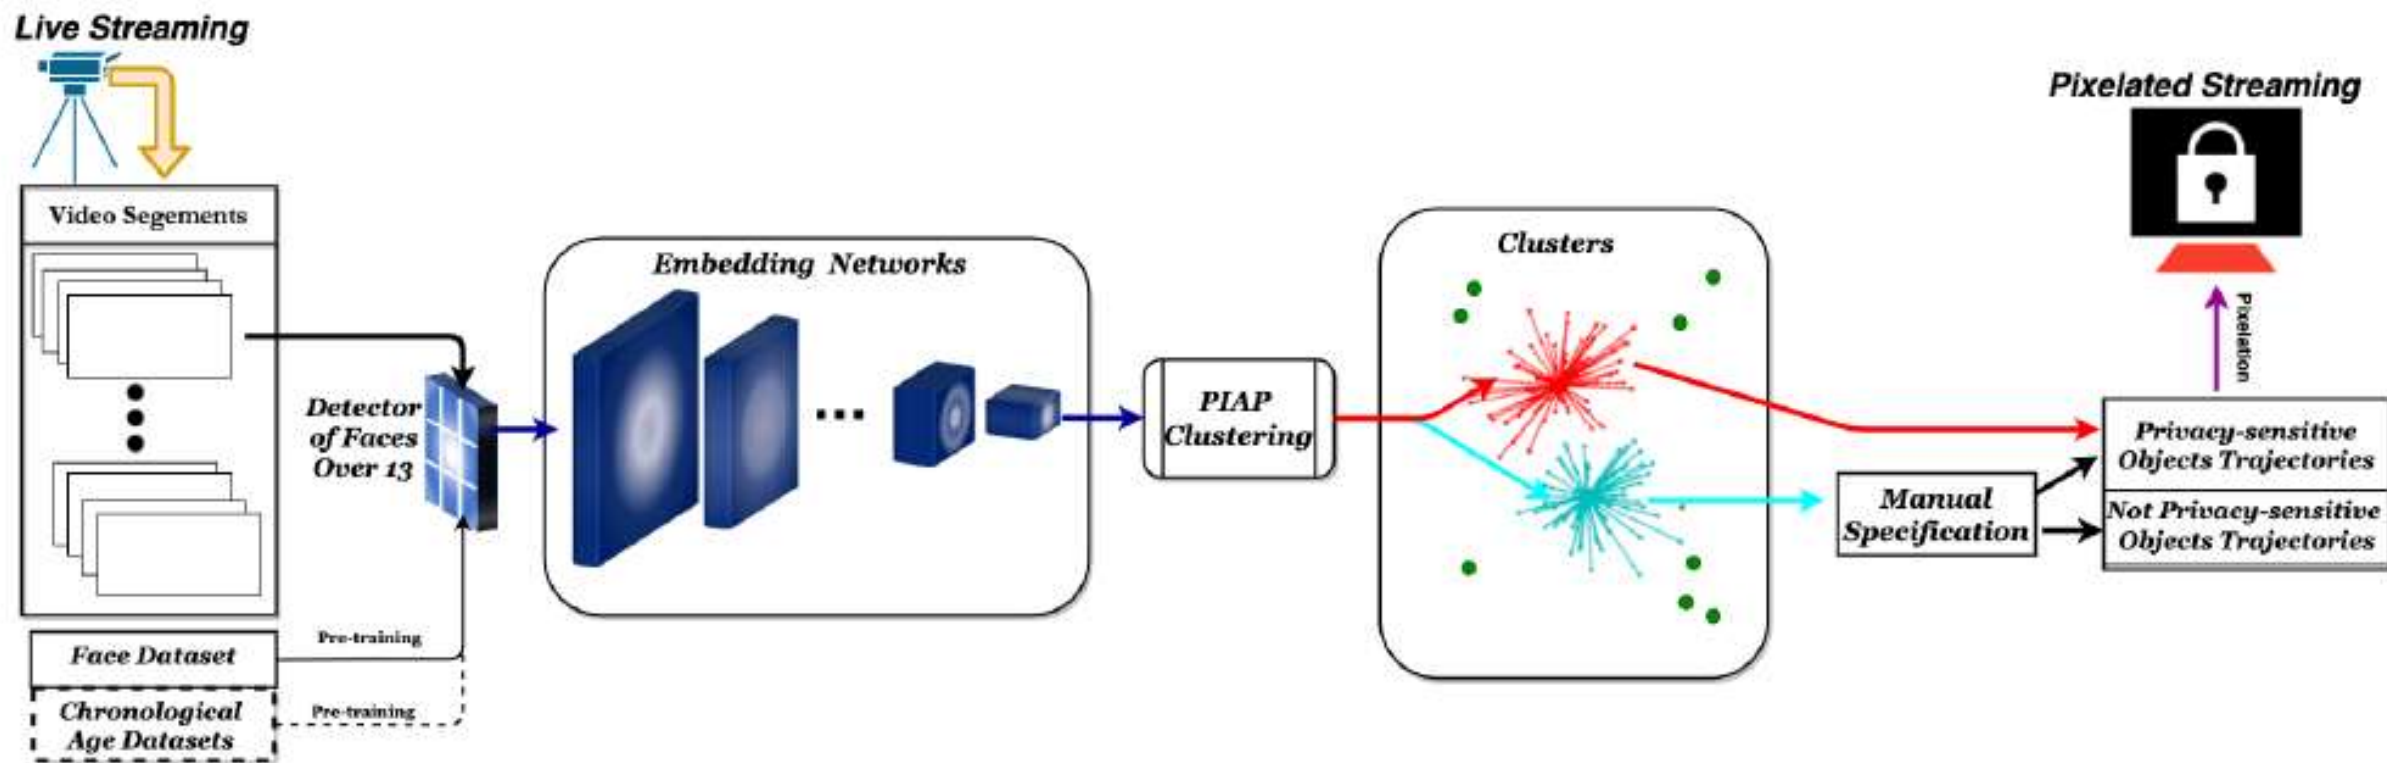 Live Streaming
Video Segements
Detector
of Faces
Over 13
Face Dataset
Pre-training
Chronological
Age Datasets
Pre-training
Embedding Networks
PIAP
Clustering
Clusters
Manual
Specification
Privacy-sensitive
Objects Trajectories
Not Privacy-sensitive
Objects Trajectories
Pixelation
Pixelated Streaming